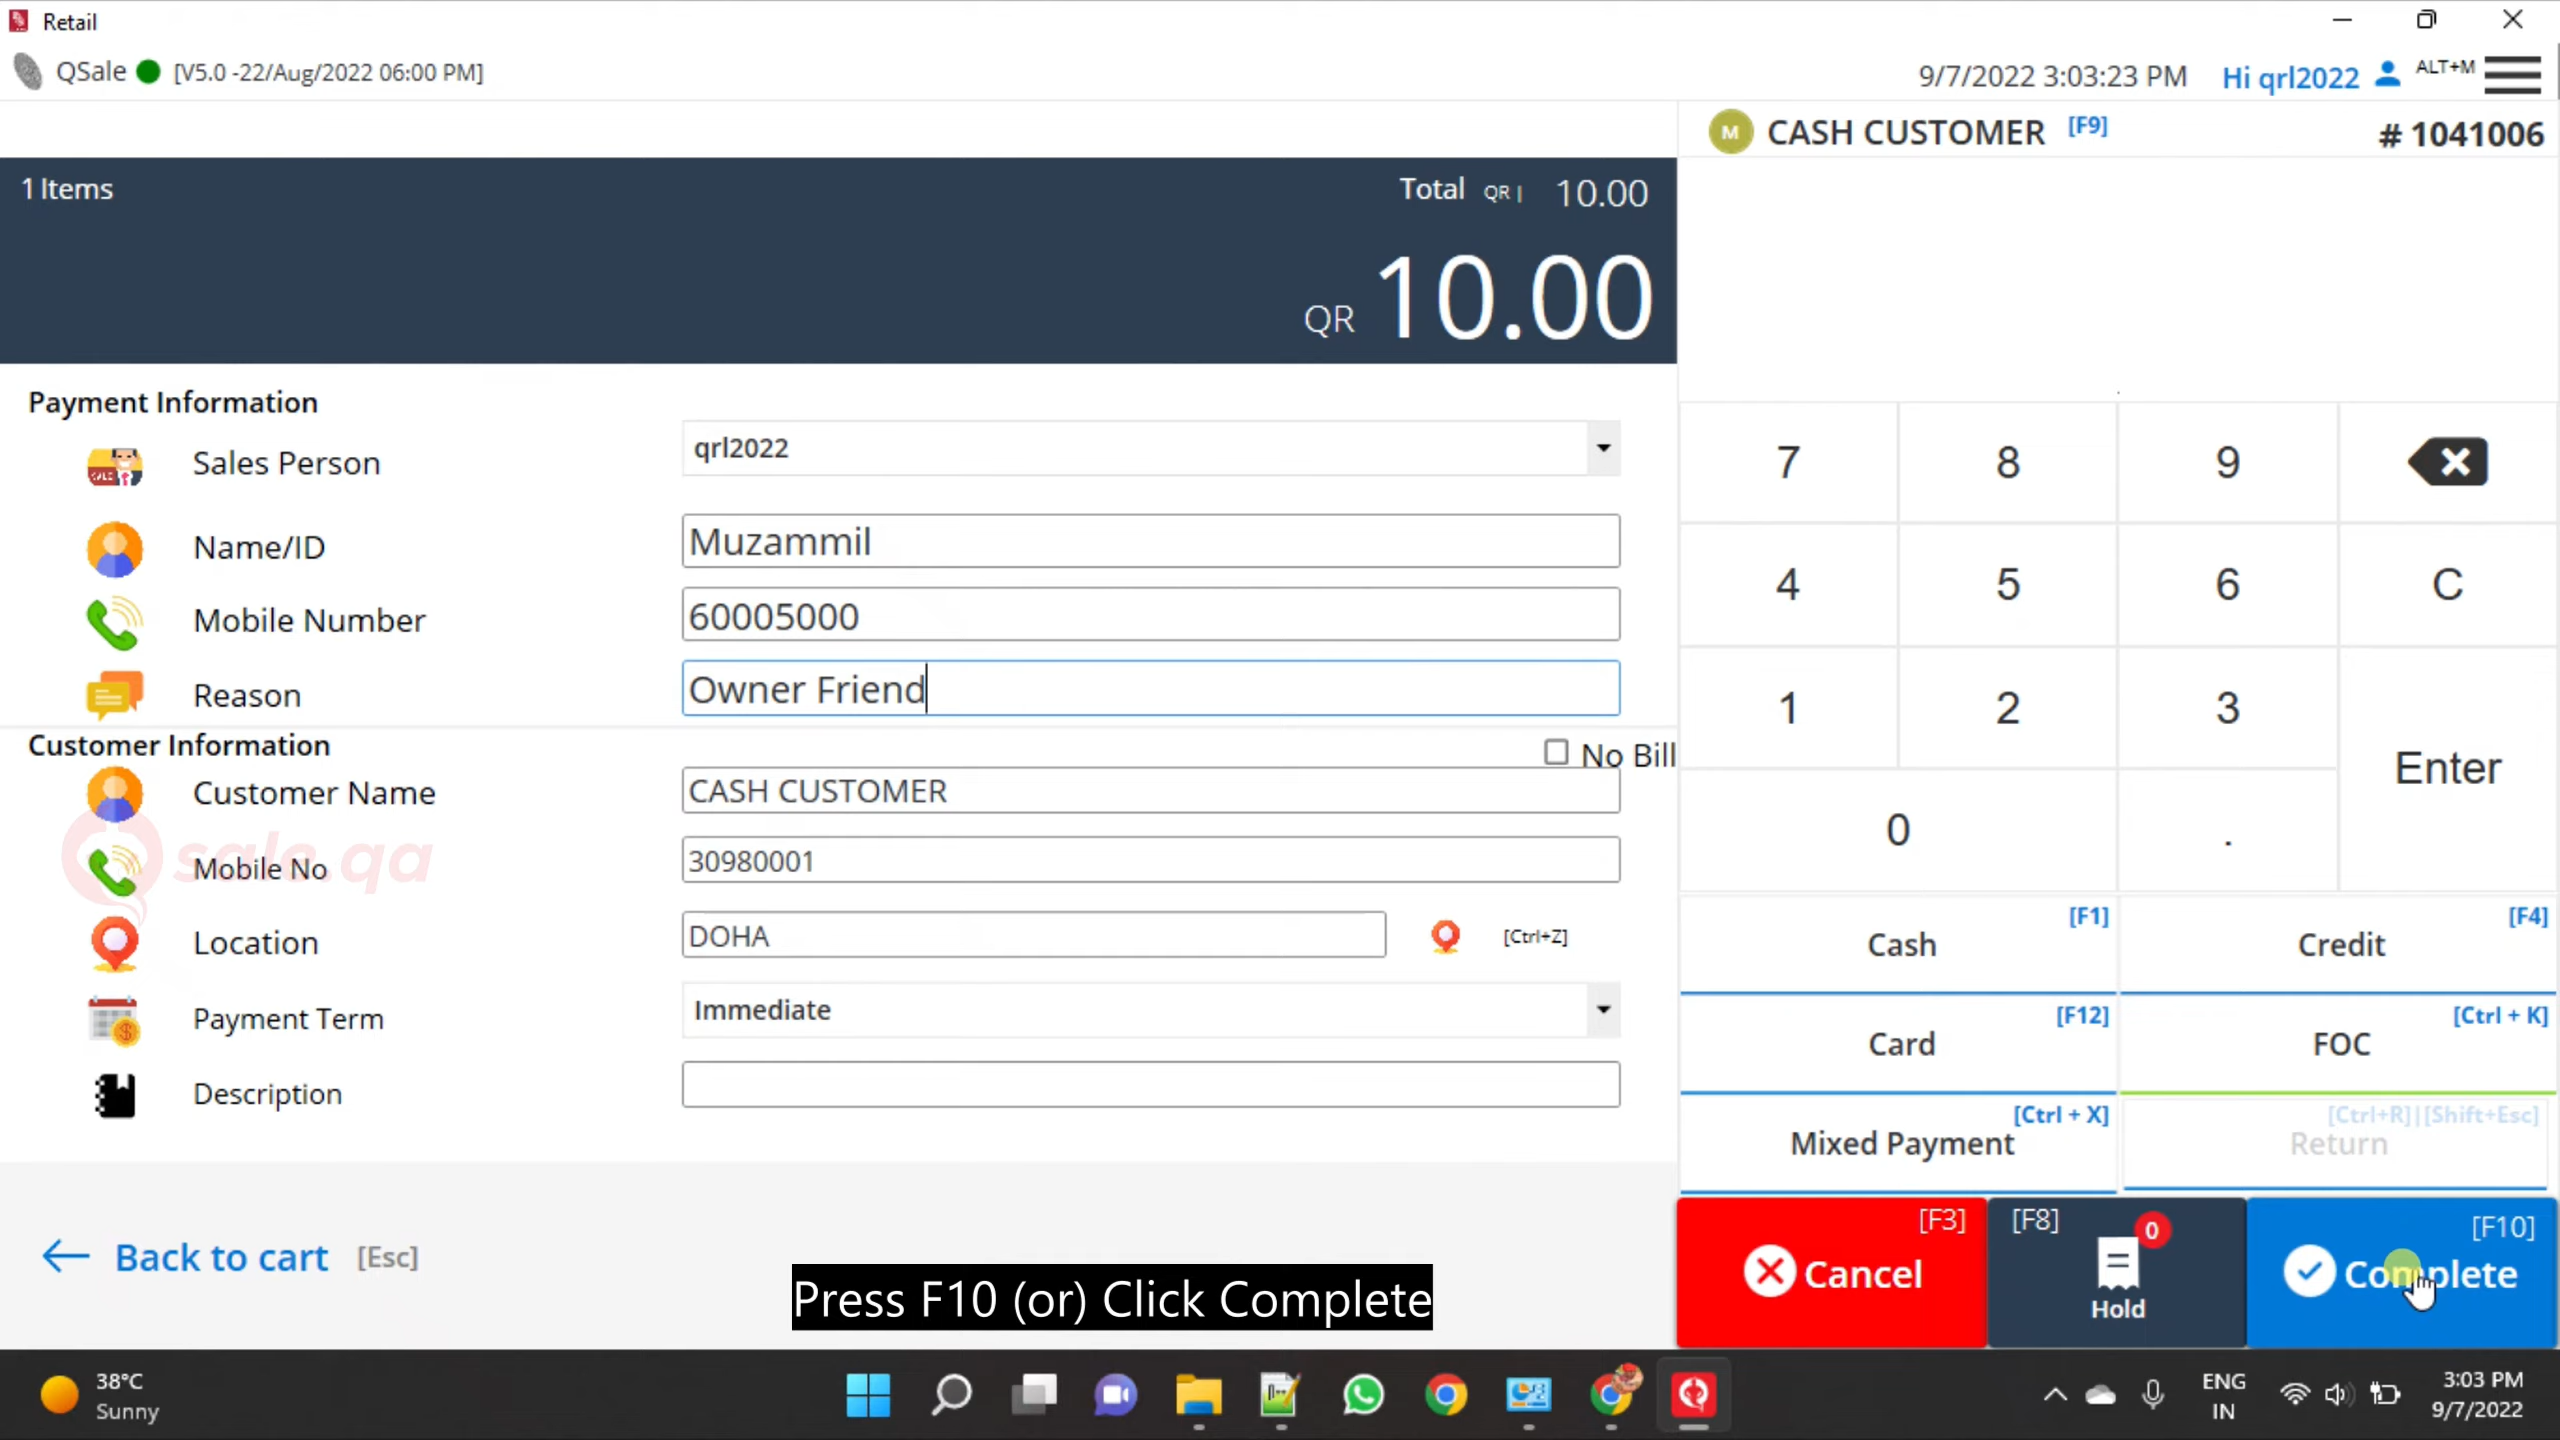 Retail
QSale [V5.0 -22/Aug/2022 06:00 PM]
9/7/2022 3:03:23 PM Hi qrl2022 ALT+M
M CASH CUSTOMER [F9] # 1041006
1 Items
Total QR | 10.00
QR 10.00
Payment Information
Sales Person qrl2022
Name/ID Muzammil
Mobile Number 60005000
Reason Owner Friend
Customer Information
No Bill
Customer Name CASH CUSTOMER
sale.qa
Mobile No 30980001
Location DOHA [Ctrl+Z]
Payment Term Immediate
Description
Back to cart [Esc]
7 8 9
4 5 6 C
1 2 3
Enter
0 .
[F1]
Cash
[F4]
Credit
[F12]
Card
[Ctrl + K]
FOC
[Ctrl + X]
Mixed Payment
[Ctrl+R]|[Shift+Esc]
Return
[F3]
Cancel
[F8] 0
Hold
[F10]
Complete
Press F10 (or) Click Complete
38°C
Sunny
ENG
IN
3:03 PM
9/7/2022